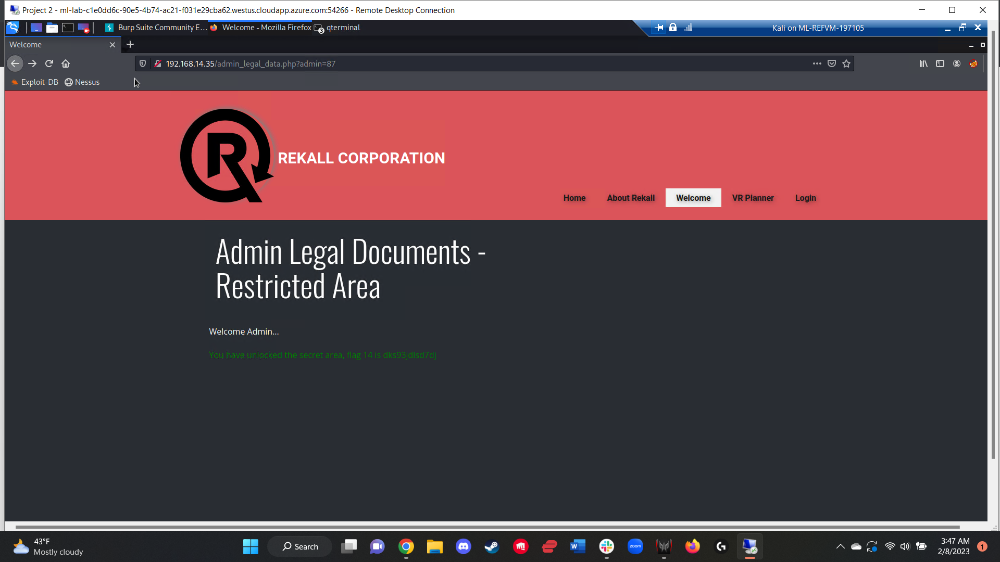 Project 2 - ml-lab-c1e0dd6c-90e5-4b74-ac21-f031e29cba62.westus.cloudapp.azure.com:54266 - Remote Desktop Connection
Burp Suite Community E...
Welcome - Mozilla Firefox
3
qterminal
Kali on ML-REFVM-197105
Welcome
192.168.14.35/admin_legal_data.php?admin=87
Exploit-DB
Nessus
R
REKALL CORPORATION
Home
About Rekall
Welcome
VR Planner
Login
Admin Legal Documents -
Restricted Area
Welcome Admin...
You have unlocked the secret area, flag 14 is dks93jdlsd7dj
43°F
Mostly cloudy
Search
W
zoom
G
3:47 AM
2/8/2023
1